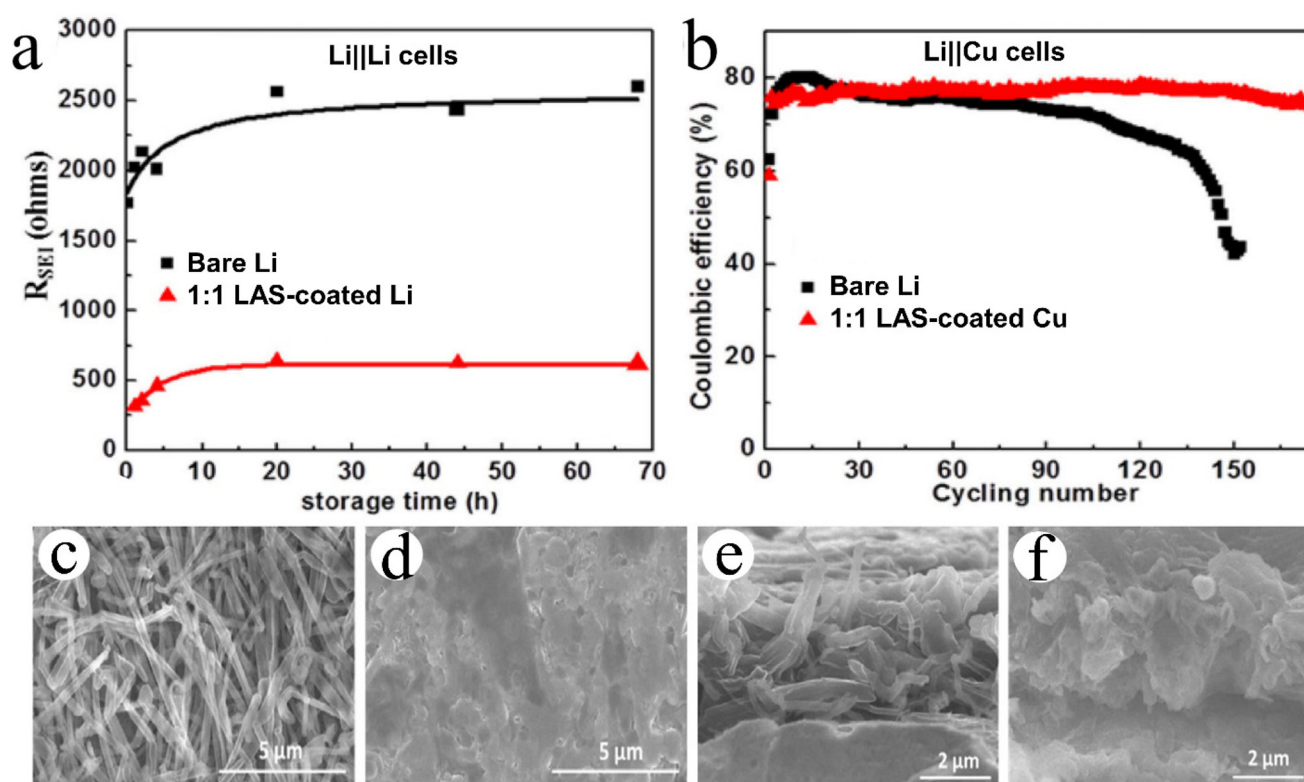 a
Li||Li cells
3000
2500
2000
1500
1000
500
0
R_SEI (ohms)
Bare Li
1:1 LAS-coated Li
0 10 20 30 40 50 60 70
storage time (h)
b
Li||Cu cells
80
60
40
20
0
Coulombic efficiency (%)
Bare Li
1:1 LAS-coated Cu
0 30 60 90 120 150
Cycling number
c
5 μm
d
5 μm
e
2 μm
f
2 μm